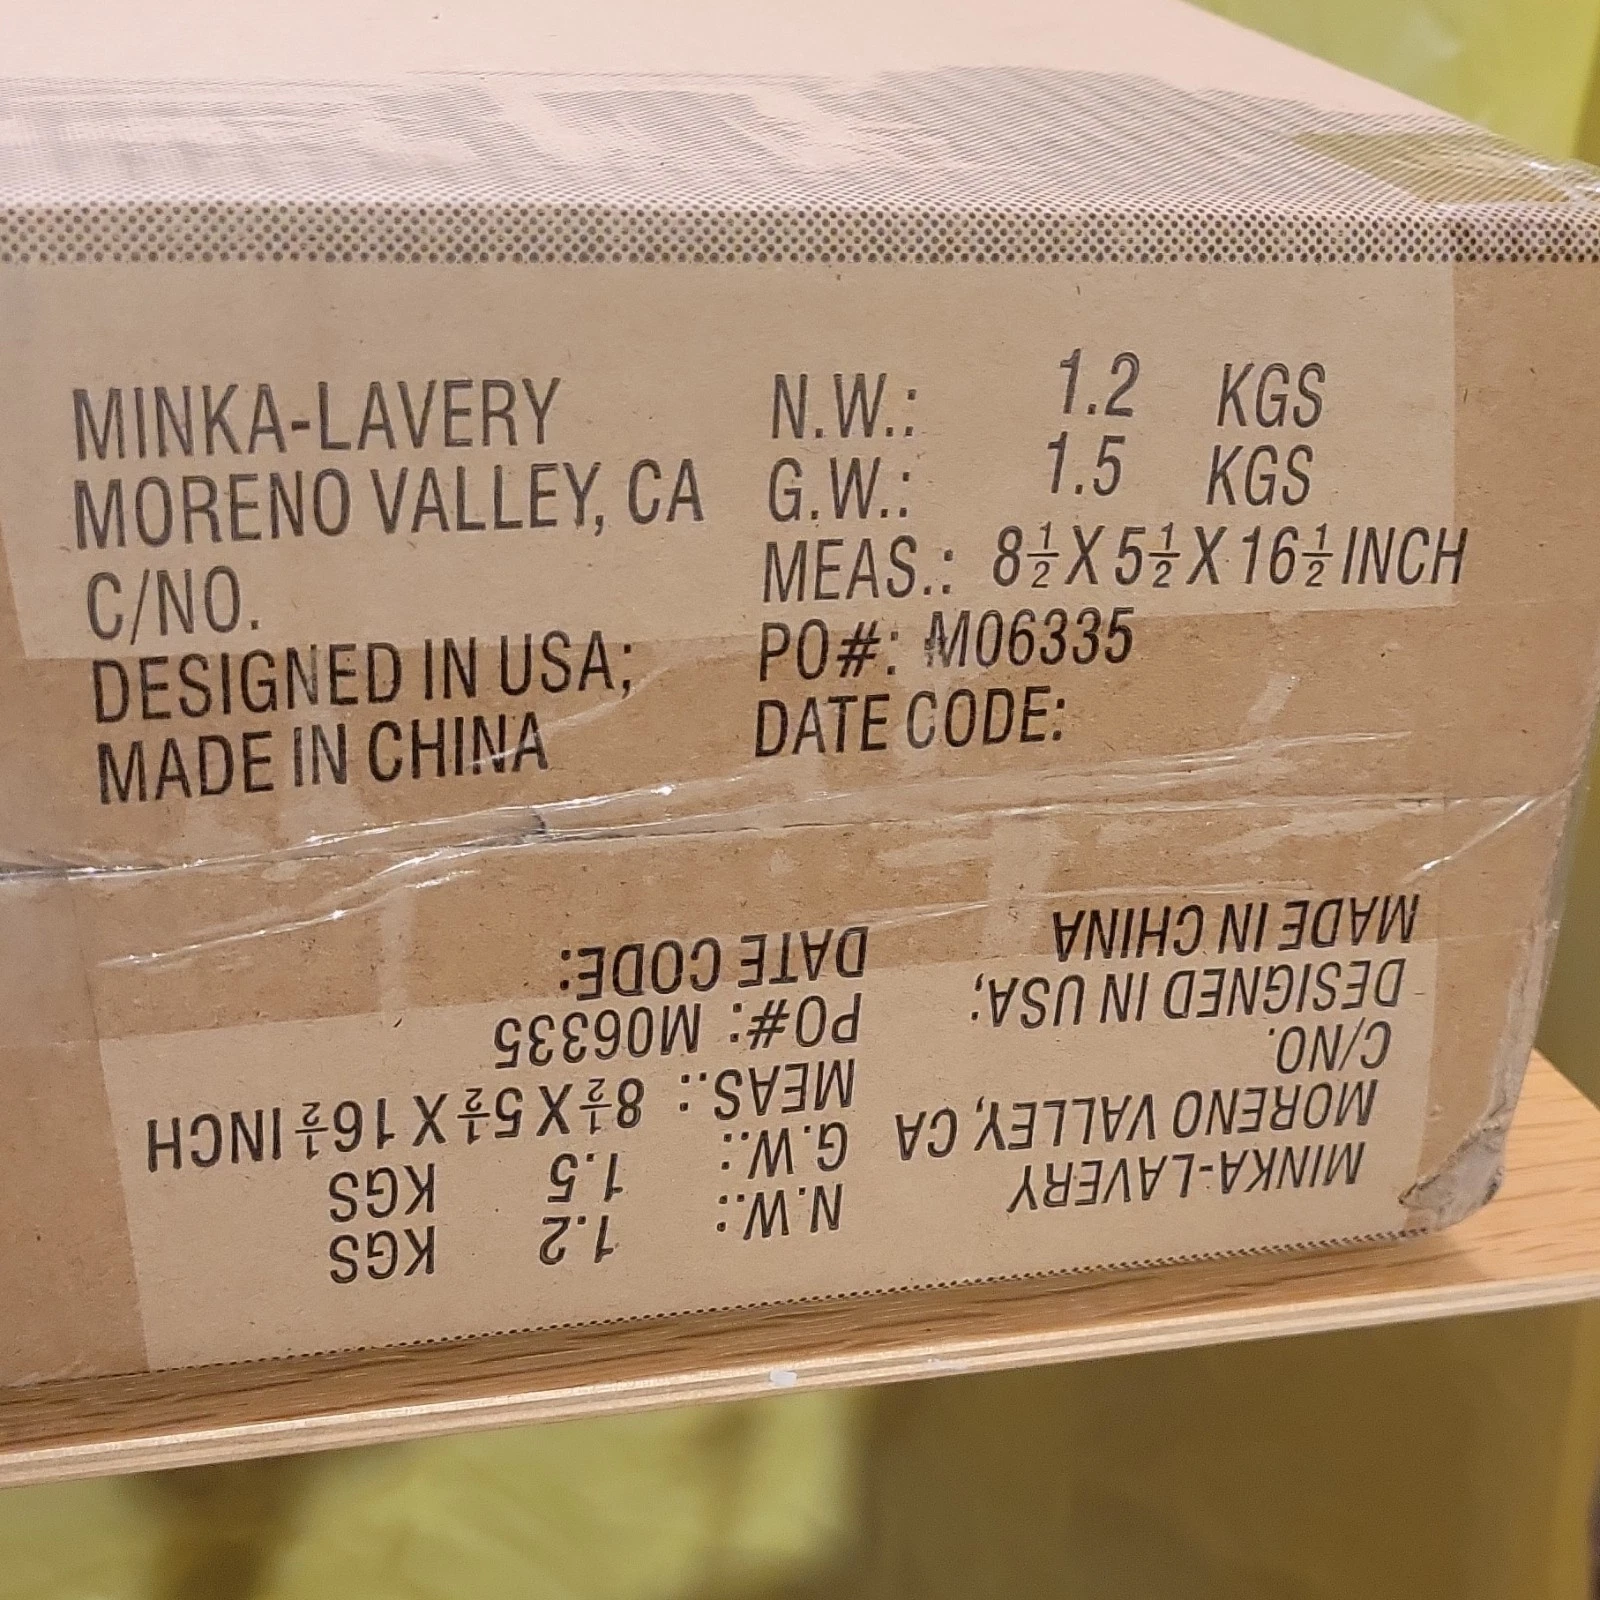 MINKA-LAVERY
MORENO VALLEY, CA
C/NO.
DESIGNED IN USA;
MADE IN CHINA
N.W.: 1.2 KGS
G.W.: 1.5 KGS
MEAS.: 8½ X 5½ X 16½ INCH
PO#: M06335
DATE CODE:
MINKA-LAVERY
MORENO VALLEY, CA
C/NO.
DESIGNED IN USA;
MADE IN CHINA
N.W.: 1.2 KGS
G.W.: 1.5 KGS
MEAS.: 8½ X 5½ X 16½ INCH
PO#: M06335
DATE CODE: